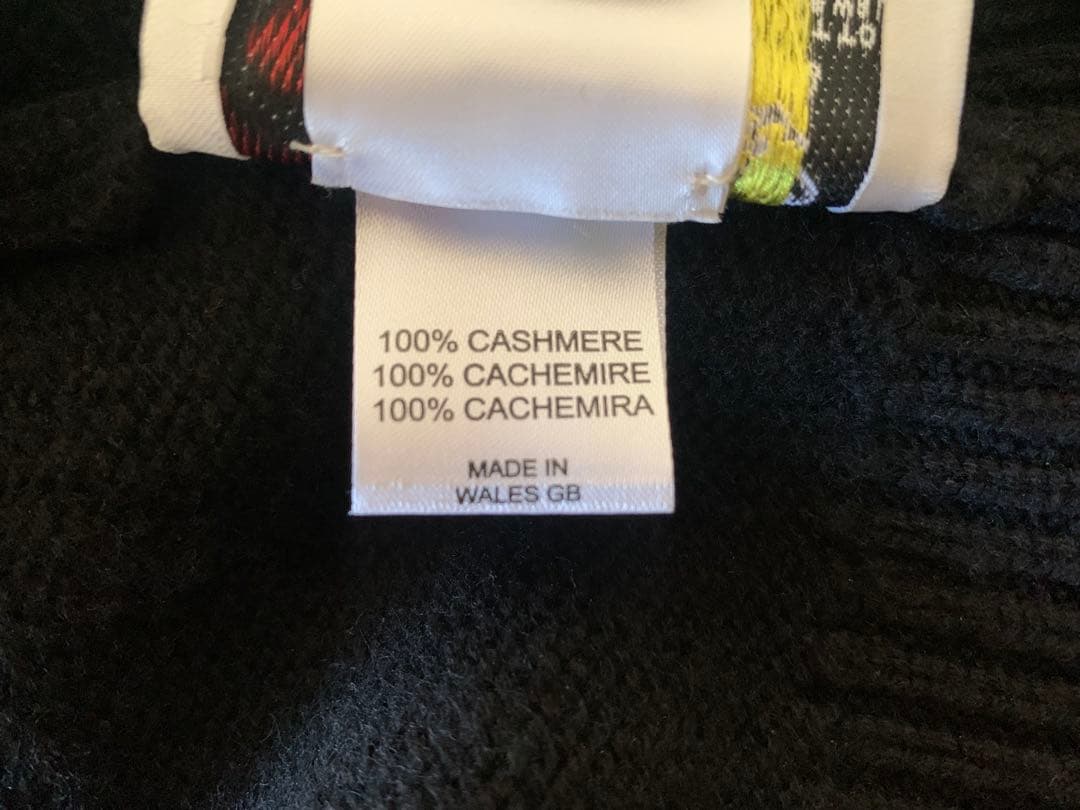 100% CASHMERE
100% CACHEMIRE
100% CACHEMIRA
MADE IN
WALES GB